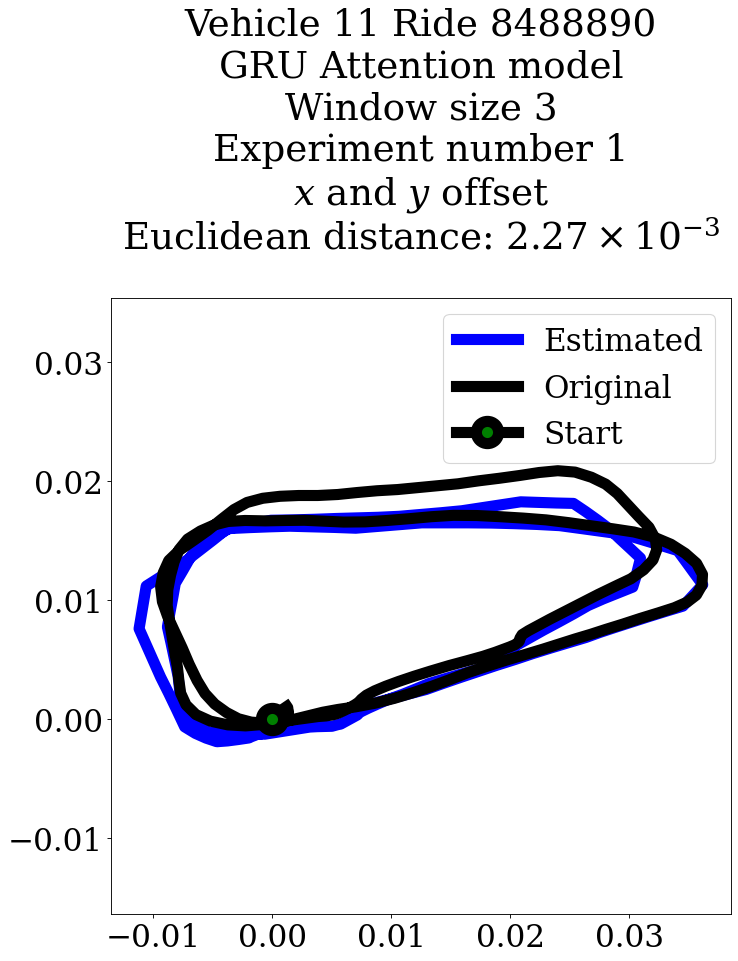 Vehicle 11 Ride 8488890
GRU Attention model
Window size 3
Experiment number 1
x and y offset
Euclidean distance: 2.27 × 10⁻³
Estimated
Original
Start
0.03
0.02
0.01
0.00
−0.01
−0.01 0.00 0.01 0.02 0.03